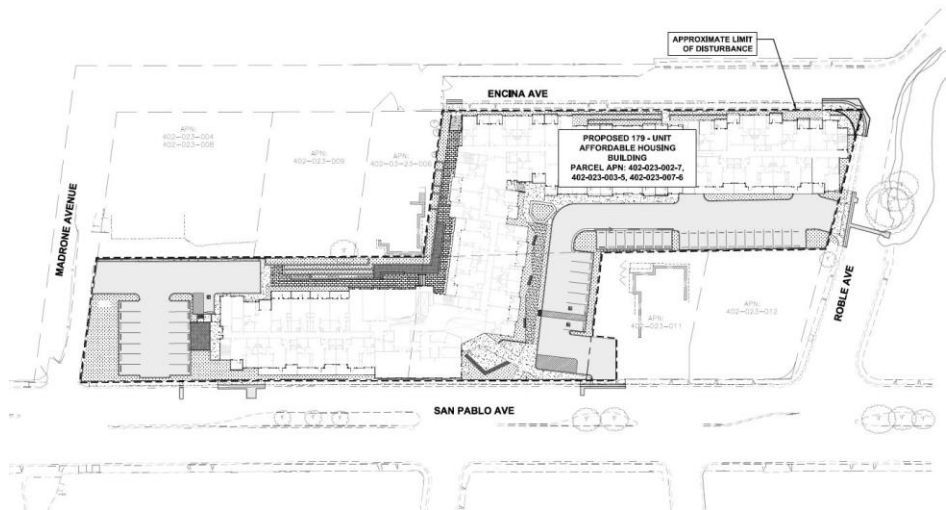 APPROXIMATE LIMIT
OF DISTURBANCE
ENCINA AVE
APN:
402-023-004
402-023-008
APN:
402-023-009
APN:
402-03-23-006
PROPOSED 179 - UNIT
AFFORDABLE HOUSING
BUILDING
PARCEL APN: 402-023-002-7,
402-023-003-5, 402-023-007-6
MADRONE AVENUE
ROBLE AVE
APN:
402-023-011
APN:
402-023-012
SAN PABLO AVE